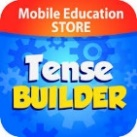 Mobile Education
STORE
Tense
BUILDER